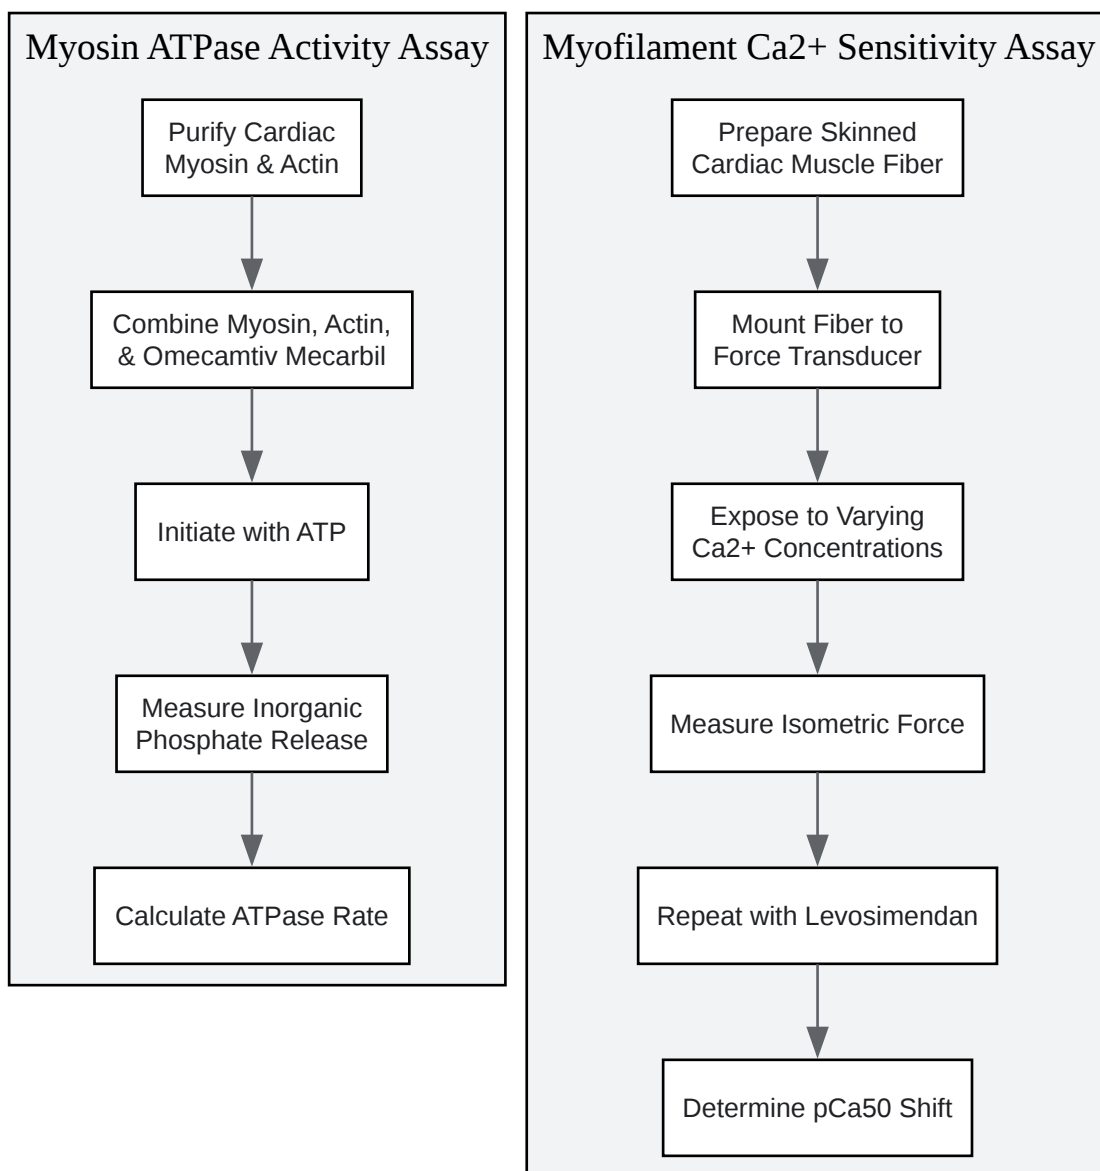 Myosin ATPase Activity Assay
Purify Cardiac
Myosin & Actin
Combine Myosin, Actin,
& Omecamtiv Mecarbil
Initiate with ATP
Measure Inorganic
Phosphate Release
Calculate ATPase Rate
Myofilament Ca2+ Sensitivity Assay
Prepare Skinned
Cardiac Muscle Fiber
Mount Fiber to
Force Transducer
Expose to Varying
Ca2+ Concentrations
Measure Isometric Force
Repeat with Levosimendan
Determine pCa50 Shift